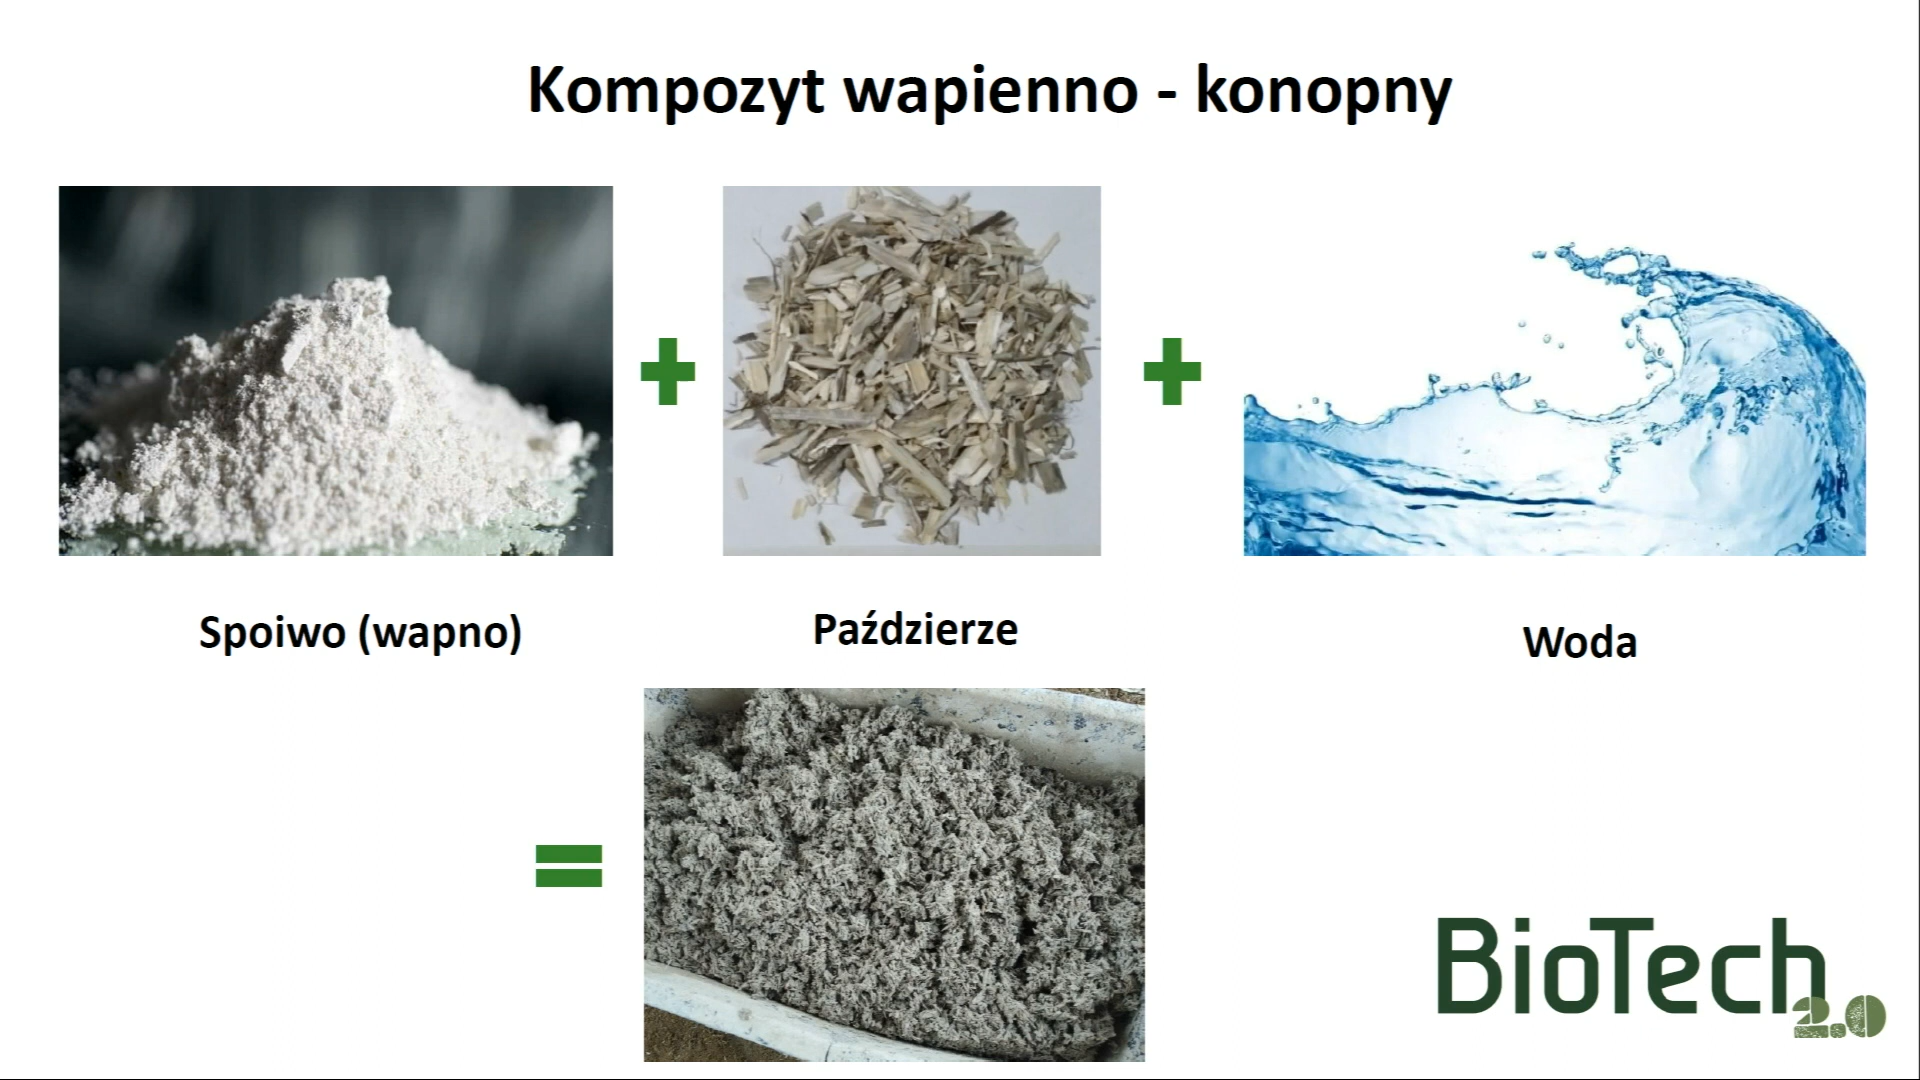 Kompozyt wapienno - konopny
Spoiwo (wapno)
Paździerze
Woda
BioTech
2.0